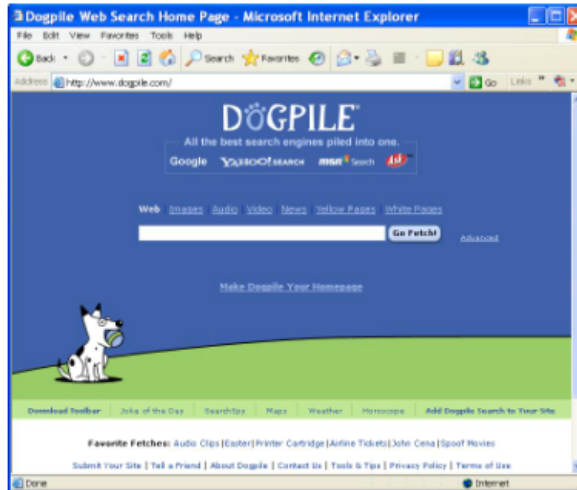 Dogpile Web Search Home Page - Microsoft Internet Explorer
File Edit View Favorites Tools Help
Back Search Favorites
Address http://www.dogpile.com/ Go Links
DOGPILE
All the best search engines piled into one.
Google YAHOO! SEARCH msn Search Ask
Web Images Audio Video News Yellow Pages White Pages
Go Fetch!
Advanced
Make Dogpile Your Homepage
Download Toolbar Joke of the Day SearchSpy Maps Weather Horoscope Add Dogpile Search to Your Site
Favorite Fetches: Audio Clips|Easter|Printer Cartridge|Airline Tickets|John Cena|Spoof Movies
Submit Your Site | Tell a Friend | About Dogpile | Contact Us | Tools & Tips | Privacy Policy | Terms of Use
Done Internet